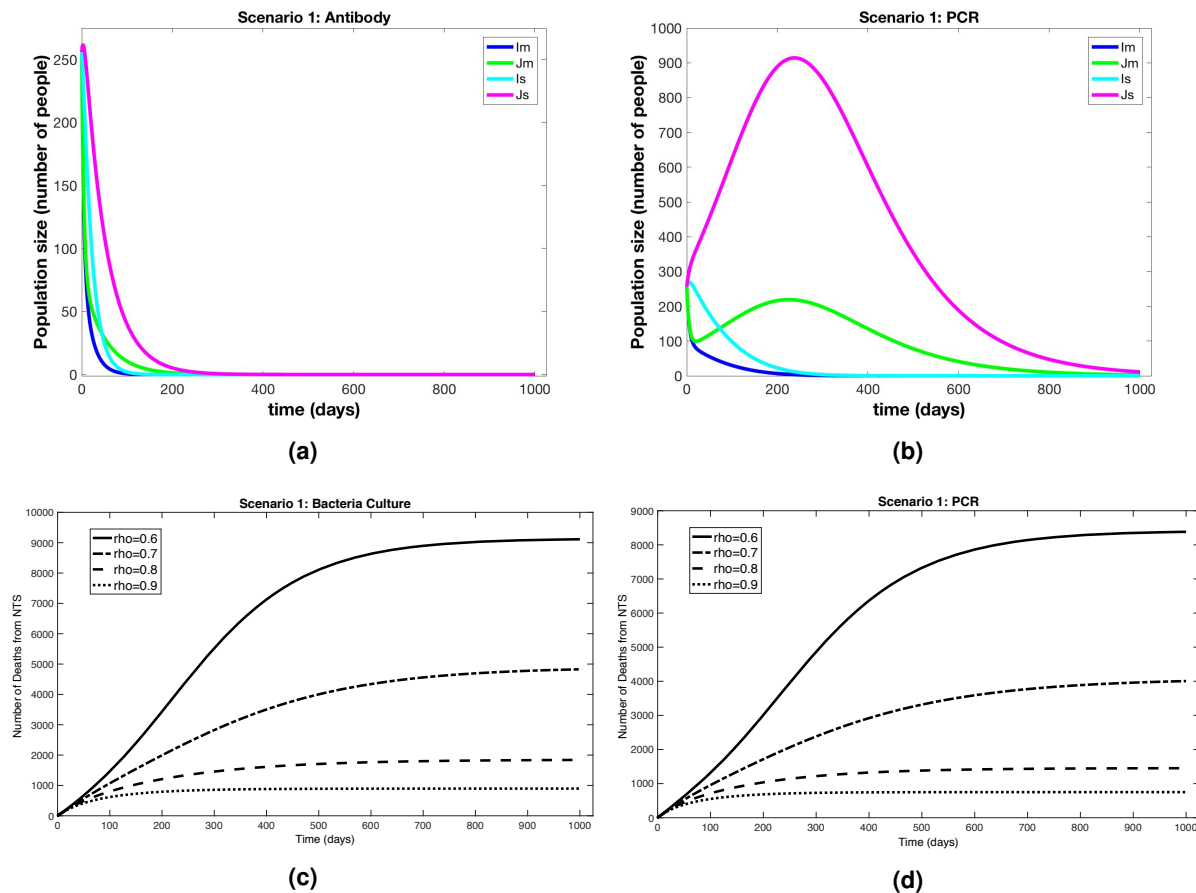 Scenario 1: Antibody
Population size (number of people)
250
200
150
100
50
0
0 200 400 600 800 1000
time (days)
Im
Jm
Is
Js
(a)
Scenario 1: PCR
Population size (number of people)
1000
900
800
700
600
500
400
300
200
100
0
0 200 400 600 800 1000
time (days)
Im
Jm
Is
Js
(b)
Scenario 1: Bacteria Culture
Number of Deaths from NTS
10000
9000
8000
7000
6000
5000
4000
3000
2000
1000
0
0 100 200 300 400 500 600 700 800 900 1000
Time (days)
rho=0.6
rho=0.7
rho=0.8
rho=0.9
(c)
Scenario 1: PCR
Number of Deaths from NTS
9000
8000
7000
6000
5000
4000
3000
2000
1000
0
0 100 200 300 400 500 600 700 800 900 1000
Time (days)
rho=0.6
rho=0.7
rho=0.8
rho=0.9
(d)